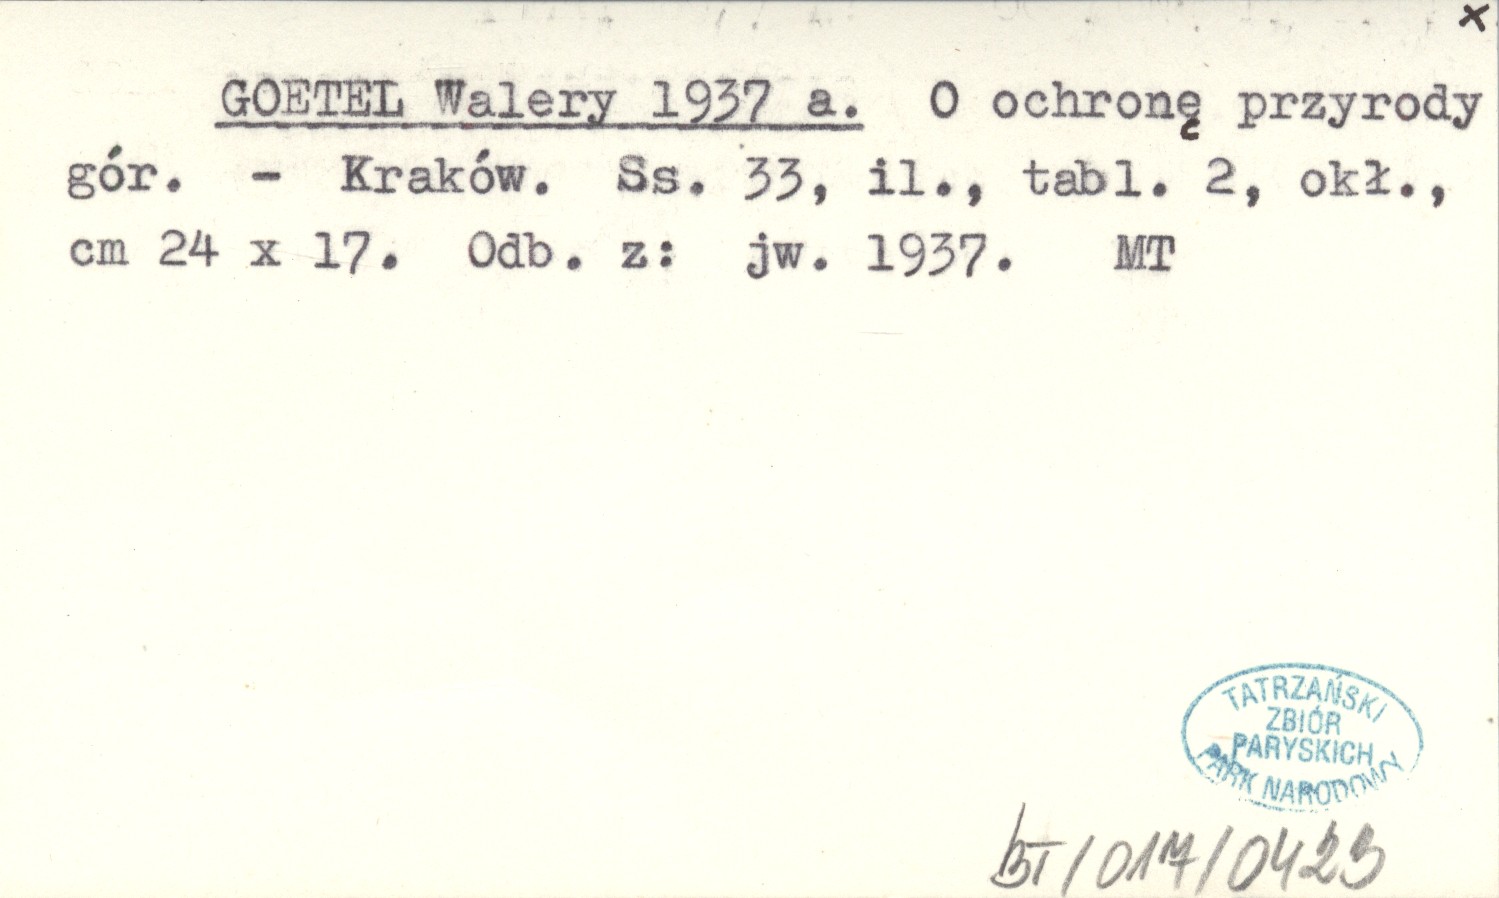 x
GOETEL Walery 1937 a. O ochronę przyrody
gór. - Kraków. Ss. 33, il., tabl. 2, okł.,
cm 24 x 17. Odb. z: jw. 1937. MT
TATRZAŃSKI
ZBIÓR
PARYSKICH
PARK NARODOWY
BT/017/0423